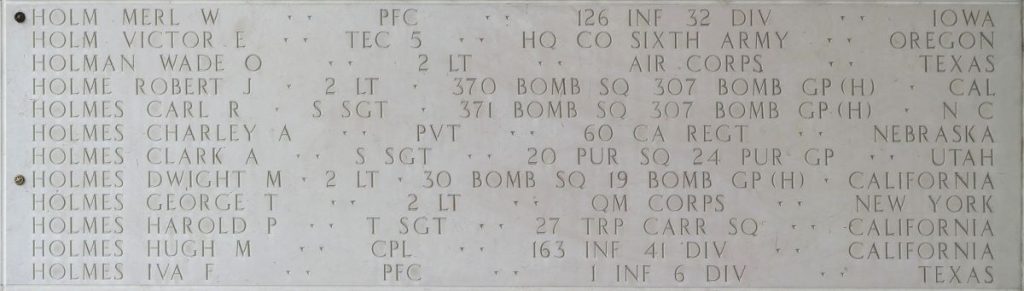 HOLM MERL W · · PFC · · 126 INF 32 DIV · · IOWA
HOLM VICTOR E · · TEC 5 · · HQ CO SIXTH ARMY · · OREGON
HOLMAN WADE O · · 2 LT · · AIR CORPS · · TEXAS
HOLME ROBERT J · 2 LT · 370 BOMB SQ 307 BOMB GP (H) · CAL
HOLMES CARL R · S SGT · 371 BOMB SQ 307 BOMB GP (H) · N C
HOLMES CHARLEY A · · PVT · · 60 CA REGT · · NEBRASKA
HOLMES CLARK A · · S SGT · · 20 PUR SQ 24 PUR GP · · UTAH
HOLMES DWIGHT M · 2 LT · 30 BOMB SQ 19 BOMB GP (H) · CALIFORNIA
HOLMES GEORGE T · · 2 LT · · QM CORPS · · NEW YORK
HOLMES HAROLD P · · T SGT · · 27 TRP CARR SQ · · CALIFORNIA
HOLMES HUGH M · · CPL · · 163 INF 41 DIV · · CALIFORNIA
HOLMES IVA F · · PFC · · 1 INF 6 DIV · · TEXAS